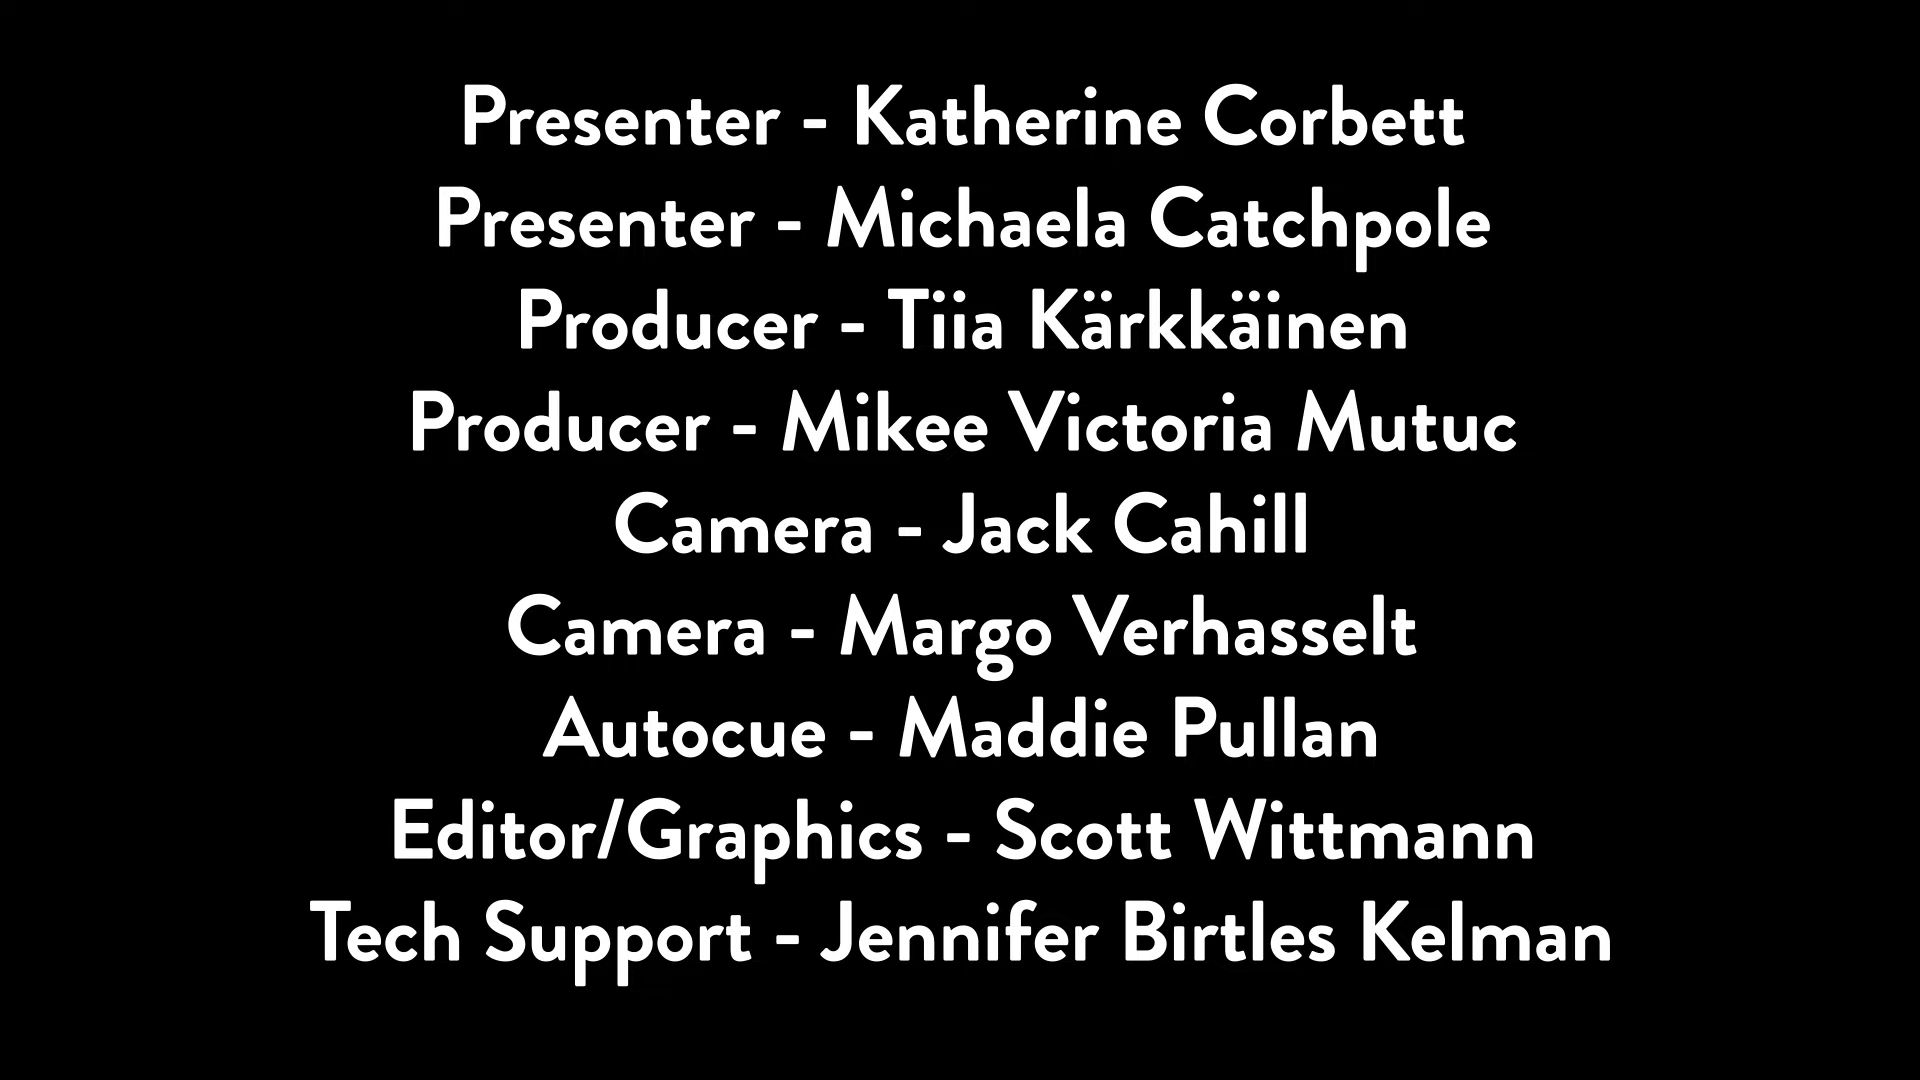 Presenter - Katherine Corbett
Presenter - Michaela Catchpole
Producer - Tiia Kärkkäinen
Producer - Mikee Victoria Mutuc
Camera - Jack Cahill
Camera - Margo Verhasselt
Autocue - Maddie Pullan
Editor/Graphics - Scott Wittmann
Tech Support - Jennifer Birtles Kelman